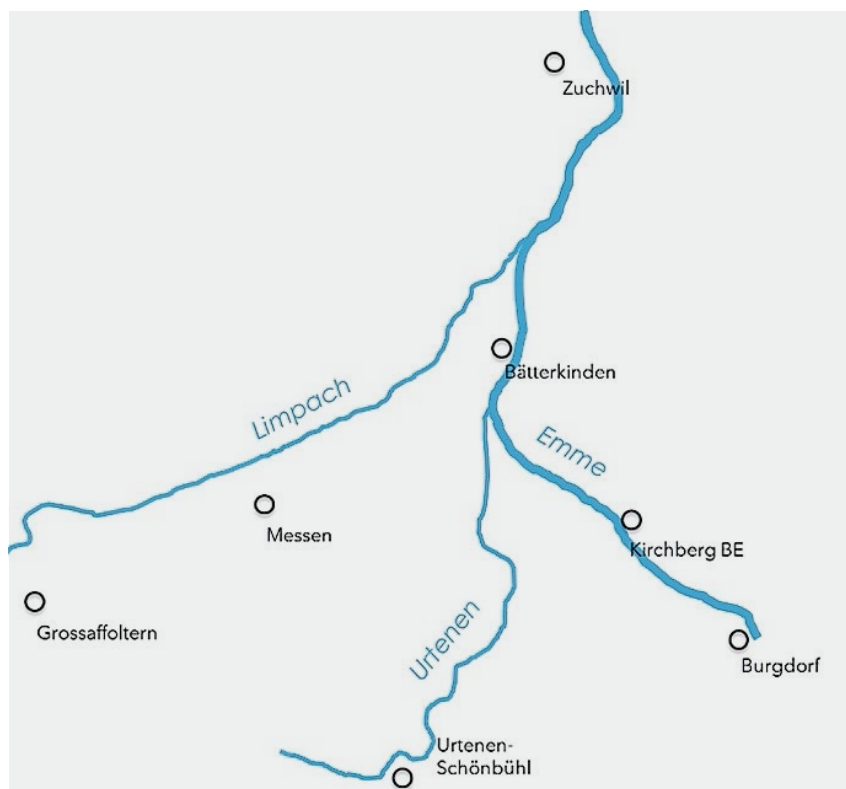 Zuchwil
Bätterkinden
Limpach
Emme
Messen
Kirchberg BE
Grossaffoltern
Urtenen
Burgdorf
Urtenen-
Schönbühl